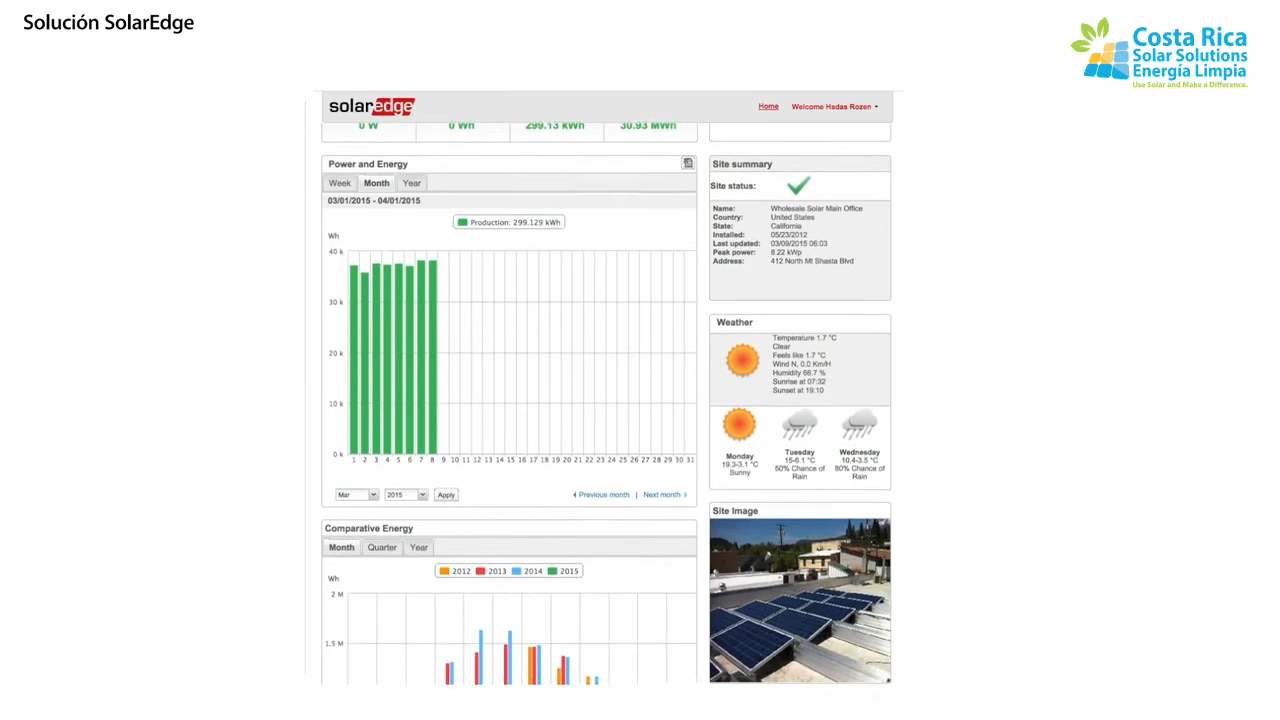 Solución SolarEdge
Costa Rica
Solar Solutions
Energía Limpia
Use Solar and Make a Difference.
solaredge
Home
Welcome Hadas Rozen
0 W
0 Wh
299.13 kWh
30.93 MWh
Power and Energy
Week
Month
Year
03/01/2015 - 04/01/2015
Production: 299.129 kWh
Wh
40 k
30 k
20 k
10 k
0 k
1 2 3 4 5 6 7 8 9 10 11 12 13 14 15 16 17 18 19 20 21 22 23 24 25 26 27 28 29 30 31
Mar
2015
Apply
Previous month | Next month
Comparative Energy
Month
Quarter
Year
2012 2013 2014 2015
Wh
2 M
1.5 M
Site summary
Site status:
Name: Wholesale Solar Main Office
Country: United States
State: California
Installed: 05/23/2012
Last updated: 03/09/2015 06:03
Peak power: 8.22 kWp
Address: 412 North Mt Shasta Blvd
Weather
Temperature 1.7 °C
Clear
Feels like 1.7 °C
Wind N, 0.0 Km/H
Humidity 66.7 %
Sunrise at 07:32
Sunset at 19:10
Monday
19.3-3.1 °C
Sunny
Tuesday
15-6.1 °C
50% Chance of
Rain
Wednesday
10.4-3.5 °C
80% Chance of
Rain
Site Image